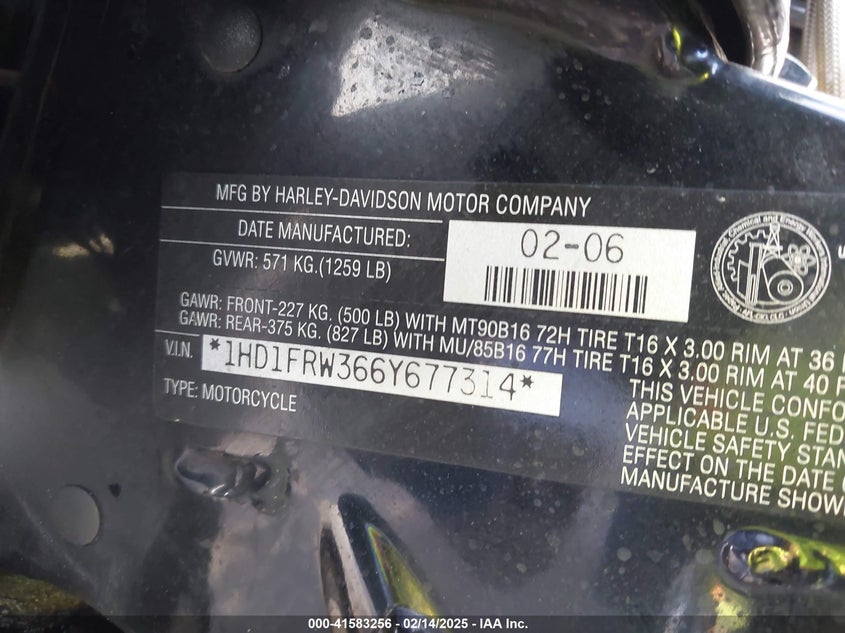 MFG BY HARLEY-DAVIDSON MOTOR COMPANY
DATE MANUFACTURED: 02-06
GVWR: 571 KG.(1259 LB)
GAWR: FRONT-227 KG. (500 LB) WITH MT90B16 72H TIRE T16 X 3.00 RIM AT 36
GAWR: REAR-375 KG. (827 LB) WITH MU/85B16 77H TIRE T16 X 3.00 RIM AT 40
V.I.N. *1HD1FRW366Y677314*
TYPE: MOTORCYCLE
THIS VEHICLE CONFO
APPLICABLE U.S. FED
VEHICLE SAFETY STAN
EFFECT ON THE DATE
MANUFACTURE SHOW
000-41583256 - 02/14/2025 - IAA Inc.